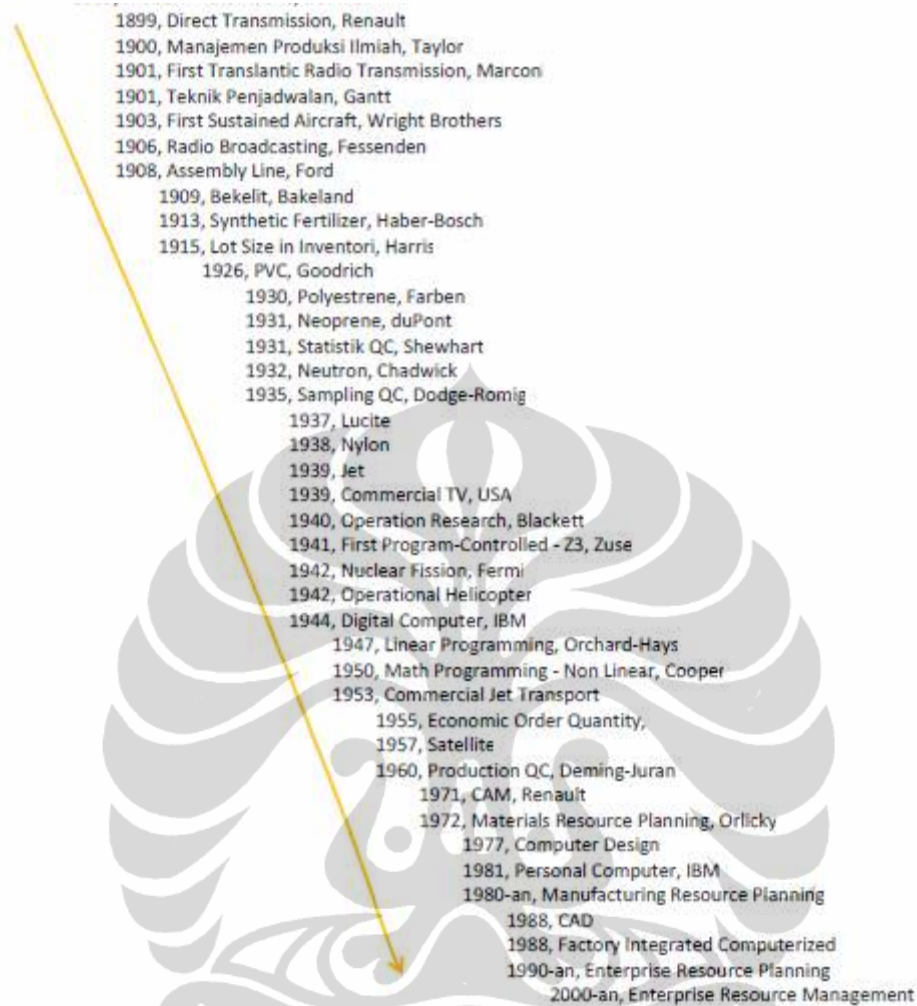 1899, Direct Transmission, Renault
1900, Manajemen Produksi Ilmiah, Taylor
1901, First Translantic Radio Transmission, Marcon
1901, Teknik Penjadwalan, Gantt
1903, First Sustained Aircraft, Wright Brothers
1906, Radio Broadcasting, Fessenden
1908, Assembly Line, Ford
1909, Bekelit, Bakeland
1913, Synthetic Fertilizer, Haber-Bosch
1915, Lot Size in Inventori, Harris
1926, PVC, Goodrich
1930, Polyestrene, Farben
1931, Neoprene, duPont
1931, Statistik QC, Shewhart
1932, Neutron, Chadwick
1935, Sampling QC, Dodge-Romig
1937, Lucite
1938, Nylon
1939, Jet
1939, Commercial TV, USA
1940, Operation Research, Blackett
1941, First Program-Controlled - Z3, Zuse
1942, Nuclear Fission, Fermi
1942, Operational Helicopter
1944, Digital Computer, IBM
1947, Linear Programming, Orchard-Hays
1950, Math Programming - Non Linear, Cooper
1953, Commercial Jet Transport
1955, Economic Order Quantity,
1957, Satellite
1960, Production QC, Deming-Juran
1971, CAM, Renault
1972, Materials Resource Planning, Orlicky
1977, Computer Design
1981, Personal Computer, IBM
1980-an, Manufacturing Resource Planning
1988, CAD
1988, Factory Integrated Computerized
1990-an, Enterprise Resource Planning
2000-an, Enterprise Resource Management